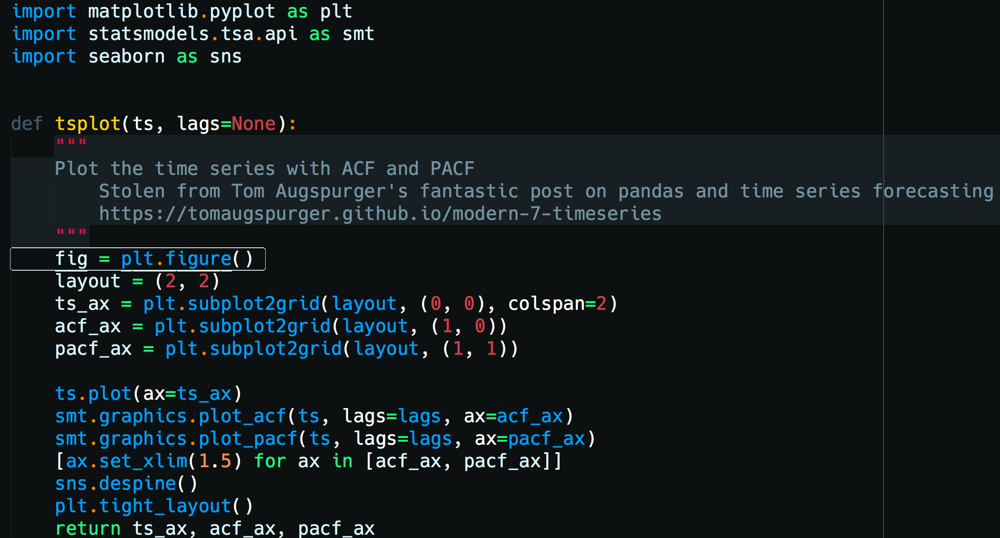 import matplotlib.pyplot as plt
import statsmodels.tsa.api as smt
import seaborn as sns
def tsplot(ts, lags=None):
"""
Plot the time series with ACF and PACF
Stolen from Tom Augspurger's fantastic post on pandas and time series forecasting
https://tomaugspurger.github.io/modern-7-timeseries
"""
fig = plt.figure()
layout = (2, 2)
ts_ax = plt.subplot2grid(layout, (0, 0), colspan=2)
acf_ax = plt.subplot2grid(layout, (1, 0))
pacf_ax = plt.subplot2grid(layout, (1, 1))
ts.plot(ax=ts_ax)
smt.graphics.plot_acf(ts, lags=lags, ax=acf_ax)
smt.graphics.plot_pacf(ts, lags=lags, ax=pacf_ax)
[ax.set_xlim(1.5) for ax in [acf_ax, pacf_ax]]
sns.despine()
plt.tight_layout()
return ts_ax, acf_ax, pacf_ax